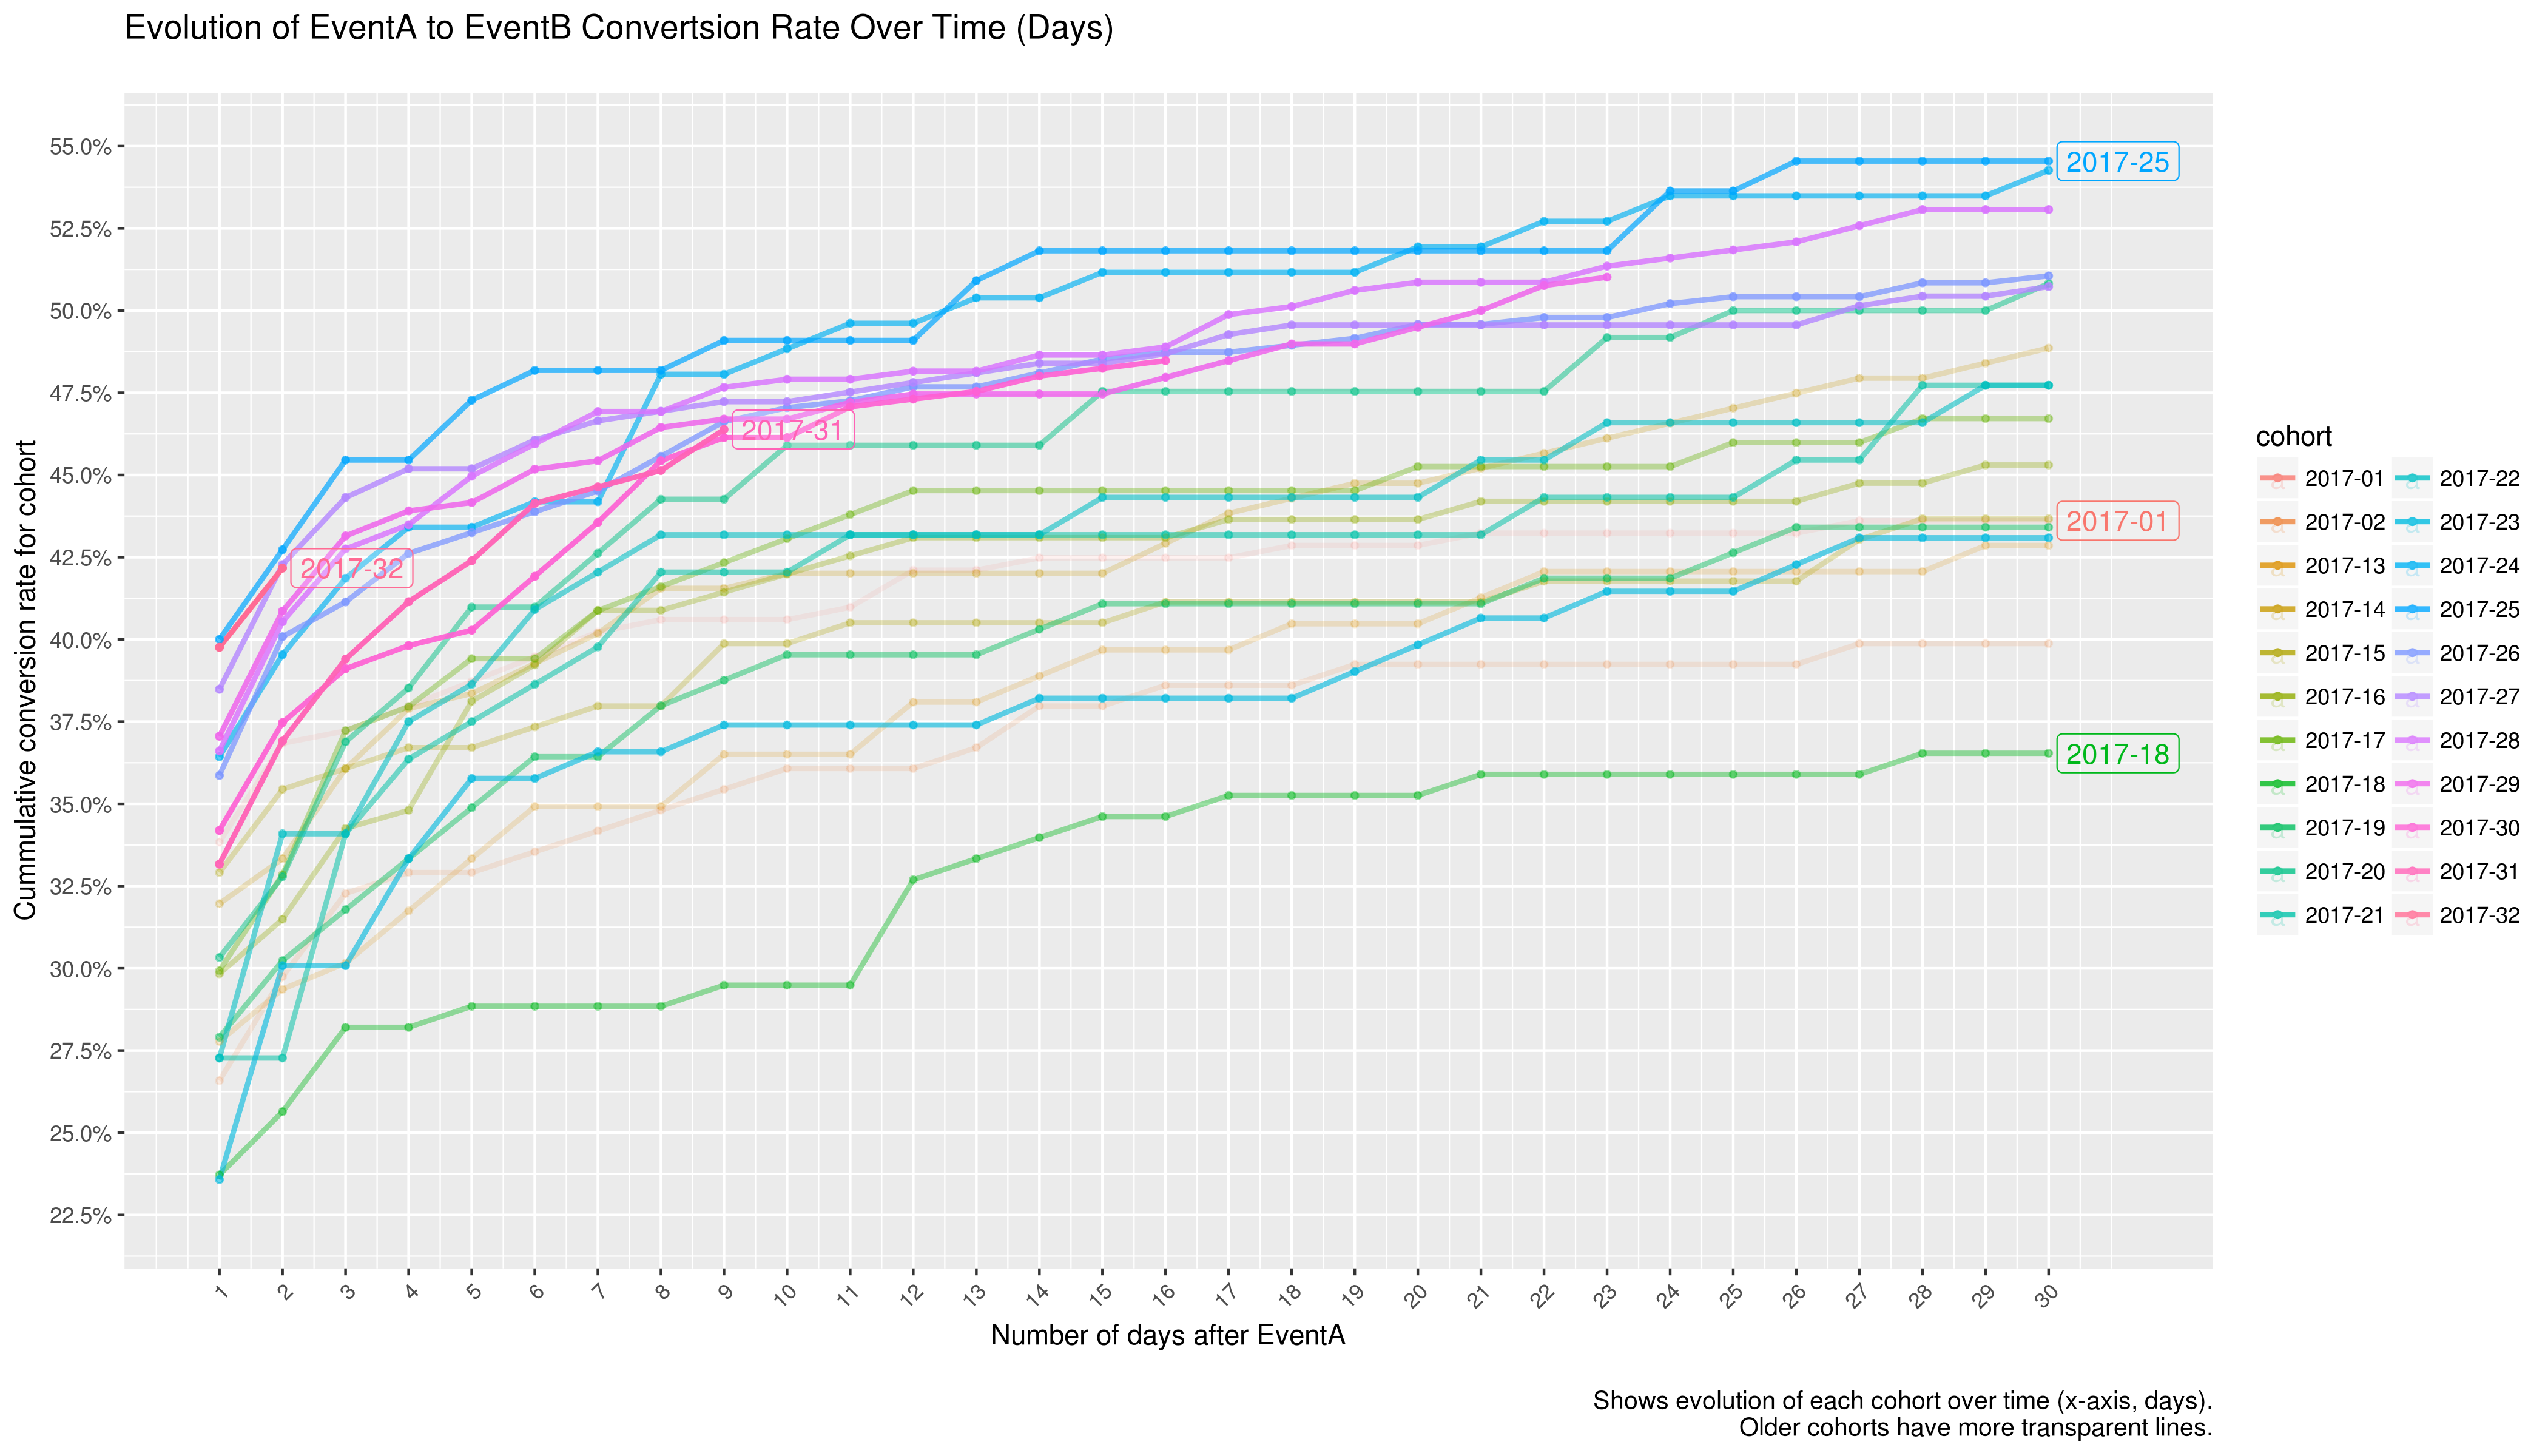 Evolution of EventA to EventB Convertsion Rate Over Time (Days)
Cummulative conversion rate for cohort
55.0%
52.5%
50.0%
47.5%
45.0%
42.5%
40.0%
37.5%
35.0%
32.5%
30.0%
27.5%
25.0%
22.5%
2017-25
2017-31
2017-01
2017-32
2017-18
1 2 3 4 5 6 7 8 9 10 11 12 13 14 15 16 17 18 19 20 21 22 23 24 25 26 27 28 29 30
Number of days after EventA
cohort
a 2017-01 a 2017-22
a 2017-02 a 2017-23
a 2017-13 a 2017-24
a 2017-14 a 2017-25
a 2017-15 a 2017-26
a 2017-16 a 2017-27
a 2017-17 a 2017-28
a 2017-18 a 2017-29
a 2017-19 a 2017-30
a 2017-20 a 2017-31
a 2017-21 a 2017-32
Shows evolution of each cohort over time (x-axis, days).
Older cohorts have more transparent lines.